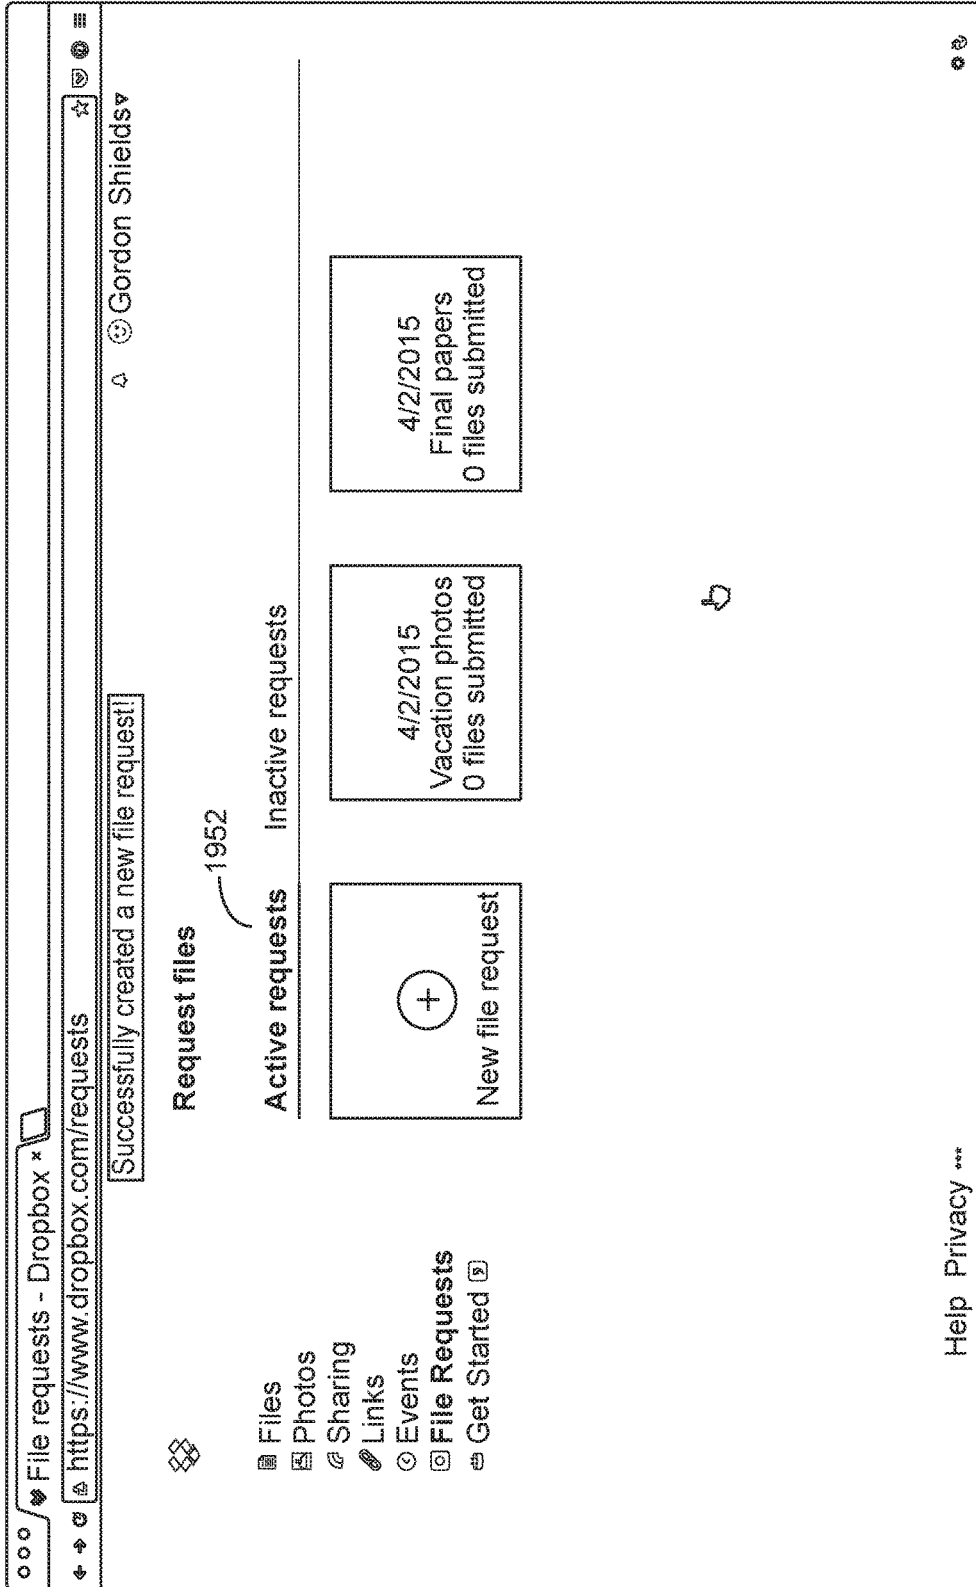 File requests - Dropbox ×
https://www.dropbox.com/requests
Successfully created a new file request!
Gordon Shields
Request files
1952
Active requests
Inactive requests
Files
Photos
Sharing
Links
Events
File Requests
Get Started
New file request
4/2/2015
Vacation photos
0 files submitted
4/2/2015
Final papers
0 files submitted
Help Privacy •••